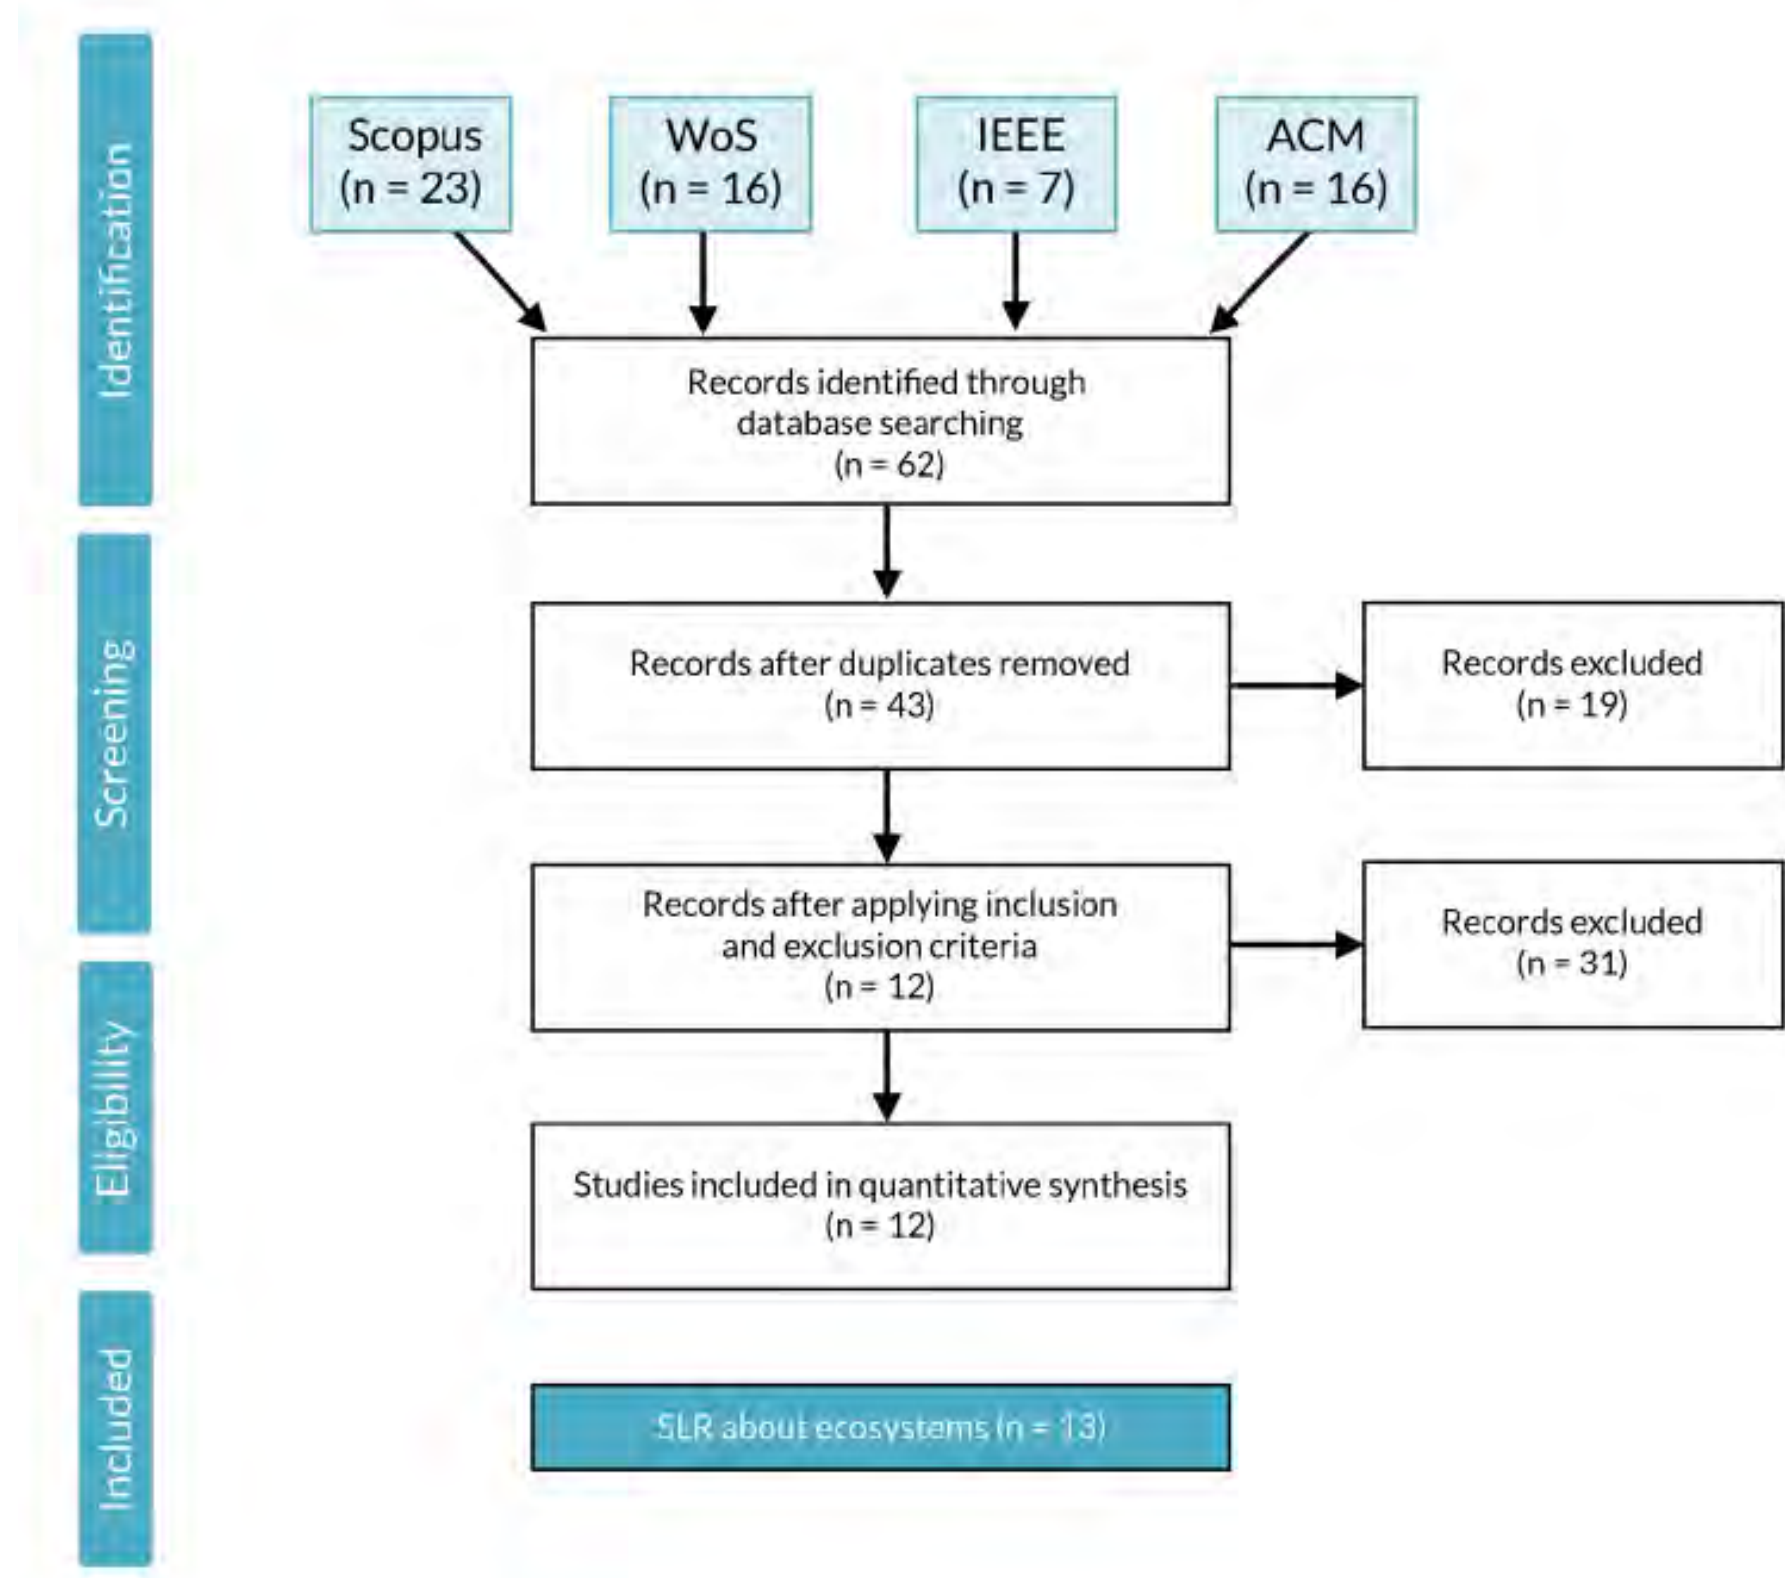 Identification
Scopus
(n = 23)
WoS
(n = 16)
IEEE
(n = 7)
ACM
(n = 16)
Records identified through
database searching
(n = 62)
Screening
Records after duplicates removed
(n = 43)
Records excluded
(n = 19)
Records after applying inclusion
and exclusion criteria
(n = 12)
Records excluded
(n = 31)
Eligibility
Studies included in quantitative synthesis
(n = 12)
Included
SLR about ecosystems (n = 13)